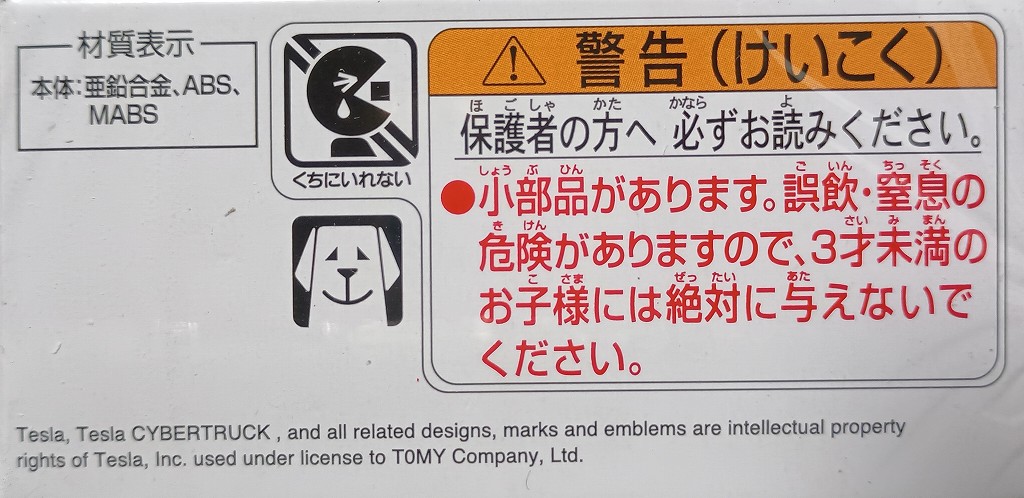 材質表示
本体：亜鉛合金、ABS、
MABS
くちにいれない
警告（けいこく）
ほごしゃ かた かなら よ
保護者の方へ 必ずお読みください。
しょうぶひん ごいん ちっそく
●小部品があります。誤飲・窒息の
きけん さいみまん
危険がありますので、3才未満の
こさま ぜったい あた
お子様には絶対に与えないで
ください。
Tesla, Tesla CYBERTRUCK , and all related designs, marks and emblems are intellectual property
rights of Tesla, Inc. used under license to T0MY Company, Ltd.